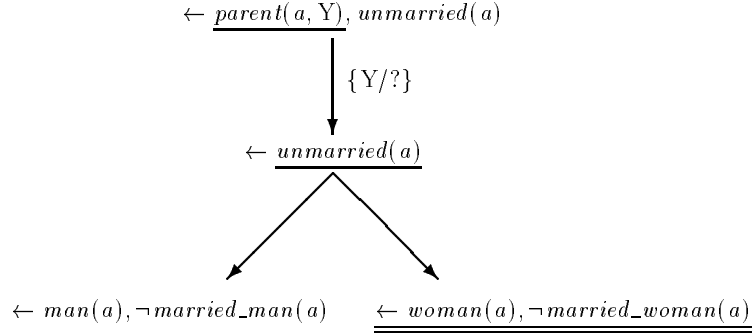 ← parent(a, Y), unmarried(a)
{Y/?}
← unmarried(a)
← man(a), ¬married_man(a)
← woman(a), ¬married_woman(a)